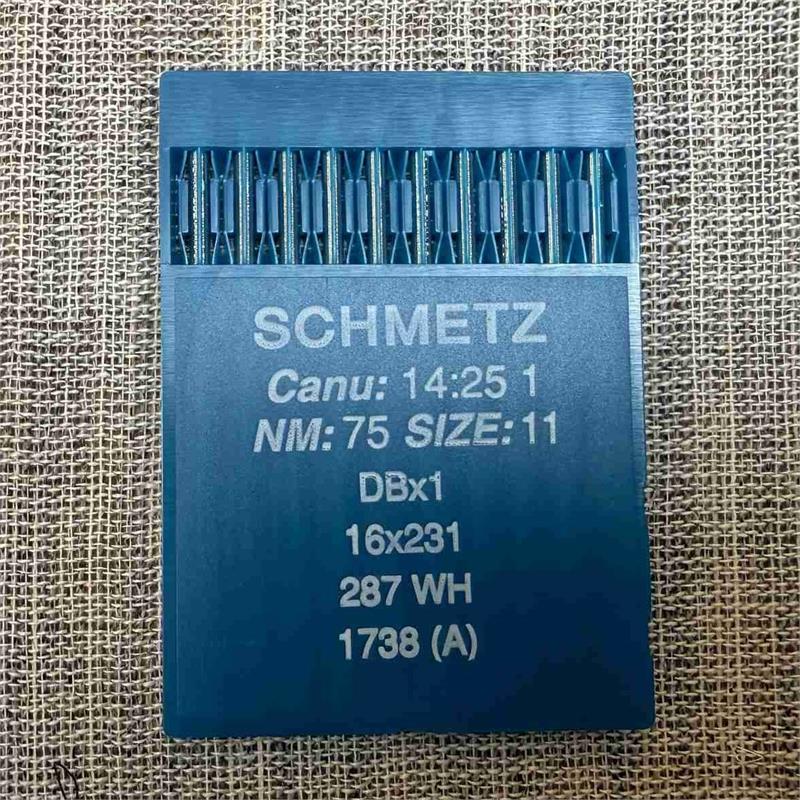 SCHMETZ
Canu: 14:25 1
NM: 75 SIZE: 11
DBx1
16x231
287 WH
1738 (A)